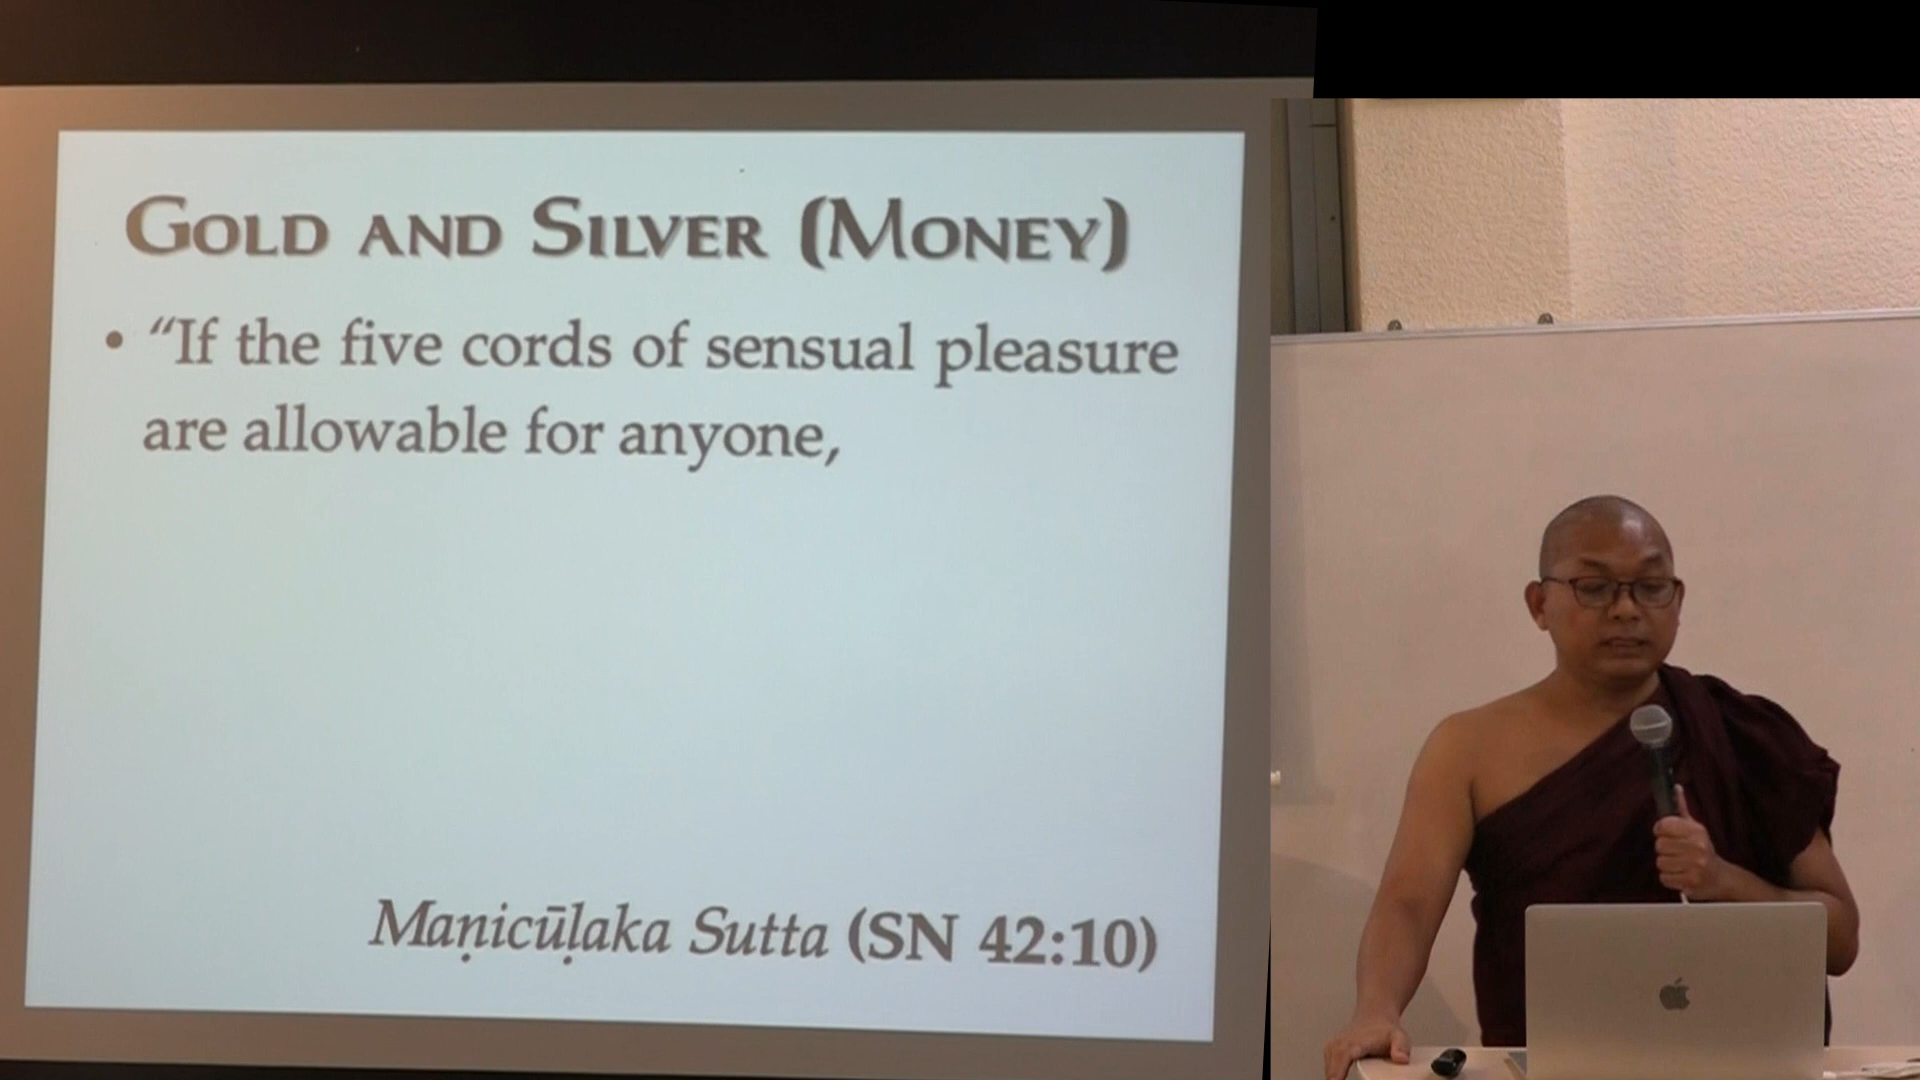 GOLD AND SILVER (MONEY)
• “If the five cords of sensual pleasure
are allowable for anyone,
Maṇicūḷaka Sutta (SN 42:10)